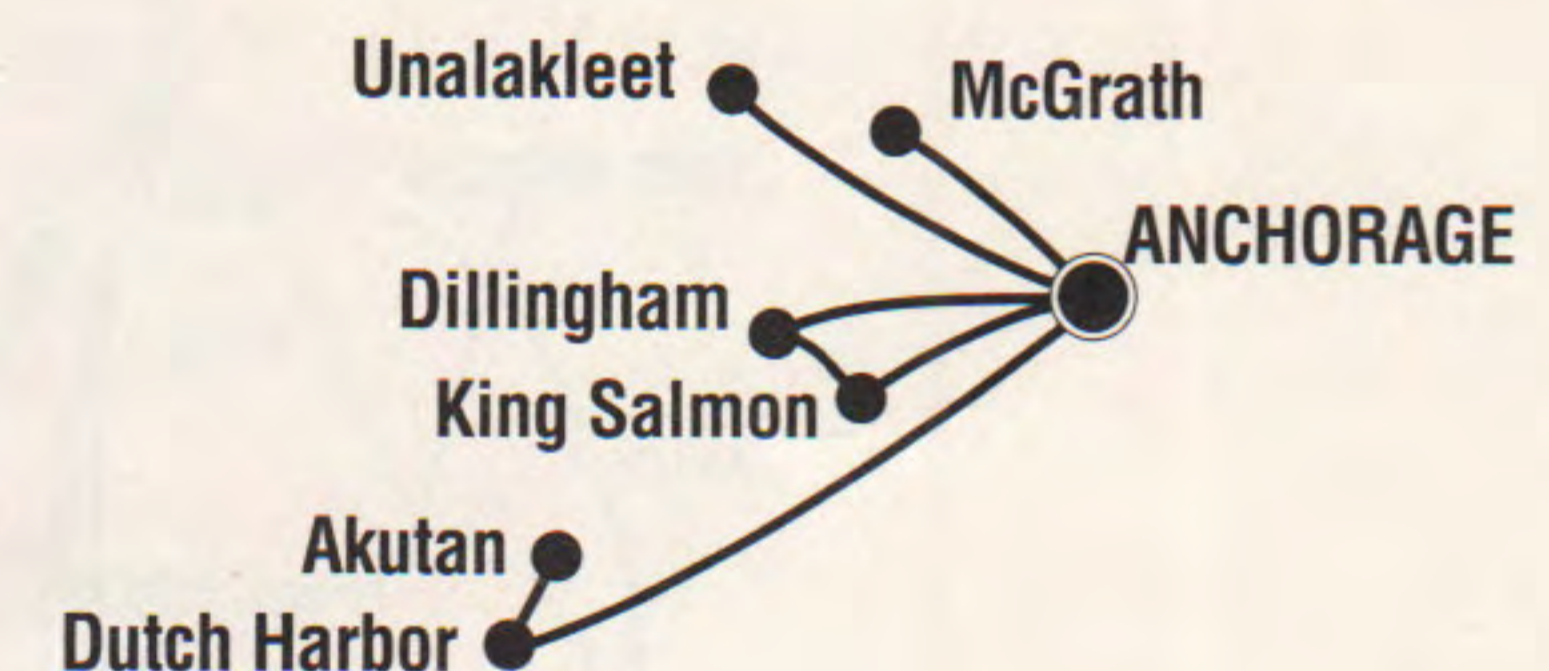 Unalakleet
McGrath
ANCHORAGE
Dillingham
King Salmon
Akutan
Dutch Harbor